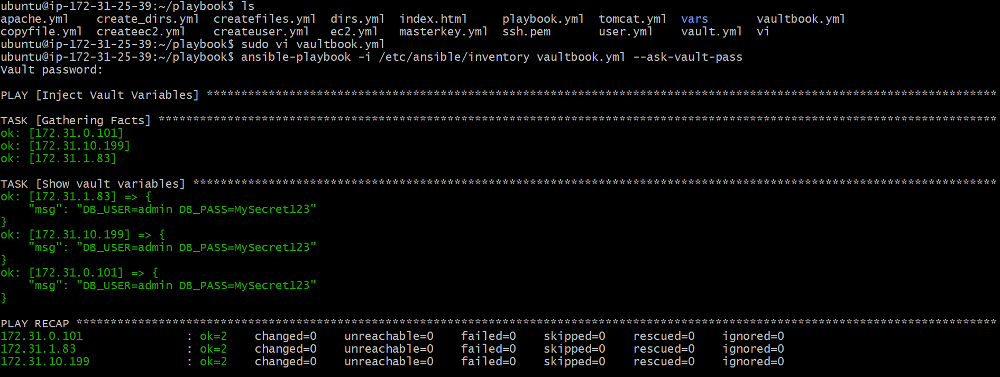 ubuntu@ip-172-31-25-39:~/playbook$ ls
apache.yml    create_dirs.yml  createfiles.yml  dirs.yml  index.html     playbook.yml  tomcat.yml  vars       vaultbook.yml
copyfile.yml  createec2.yml    createuser.yml   ec2.yml   masterkey.yml  ssh.pem       user.yml    vault.yml  vi
ubuntu@ip-172-31-25-39:~/playbook$ sudo vi vaultbook.yml
ubuntu@ip-172-31-25-39:~/playbook$ ansible-playbook -i /etc/ansible/inventory vaultbook.yml --ask-vault-pass
Vault password:
PLAY [Inject Vault Variables] *******************************************************************************************************************
TASK [Gathering Facts] **************************************************************************************************************************
ok: [172.31.0.101]
ok: [172.31.10.199]
ok: [172.31.1.83]
TASK [Show vault variables] *********************************************************************************************************************
ok: [172.31.1.83] => {
    "msg": "DB_USER=admin DB_PASS=MySecret123"
}
ok: [172.31.10.199] => {
    "msg": "DB_USER=admin DB_PASS=MySecret123"
}
ok: [172.31.0.101] => {
    "msg": "DB_USER=admin DB_PASS=MySecret123"
}
PLAY RECAP **************************************************************************************************************************************
172.31.0.101               : ok=2    changed=0    unreachable=0    failed=0    skipped=0    rescued=0    ignored=0
172.31.1.83                : ok=2    changed=0    unreachable=0    failed=0    skipped=0    rescued=0    ignored=0
172.31.10.199              : ok=2    changed=0    unreachable=0    failed=0    skipped=0    rescued=0    ignored=0